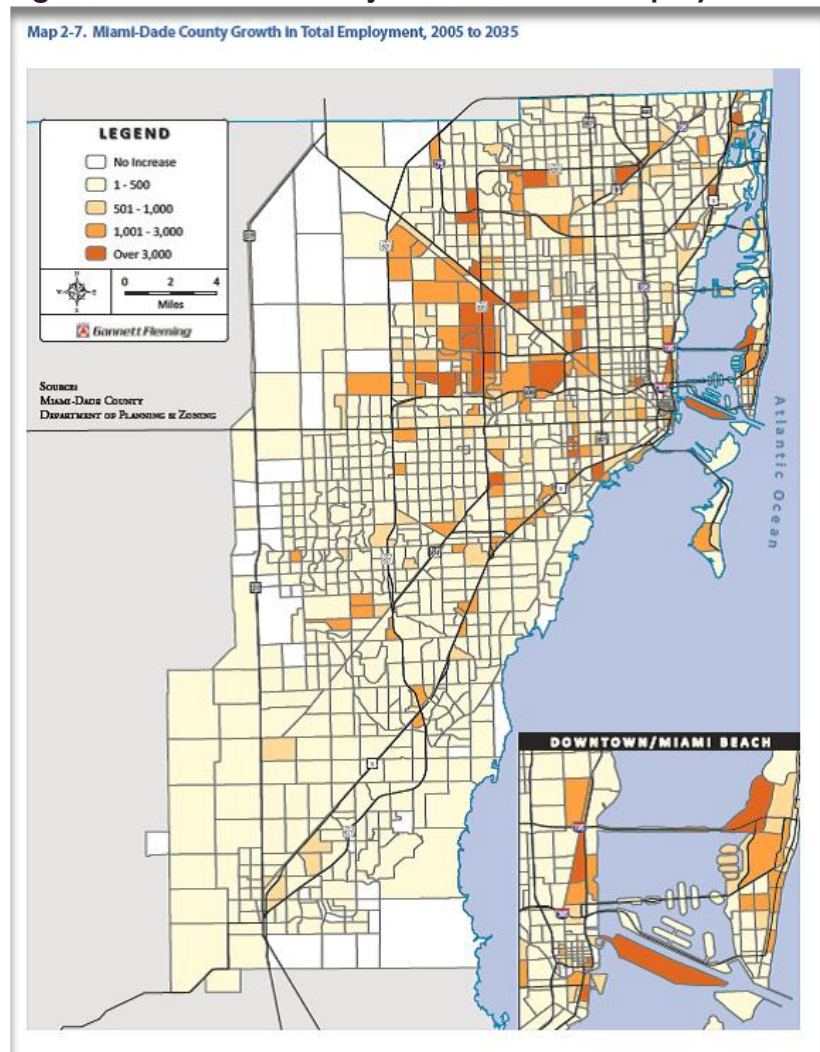 Map 2-7. Miami-Dade County Growth in Total Employment, 2005 to 2035
LEGEND
No Increase
1 - 500
501 - 1,000
1,001 - 3,000
Over 3,000
N
W E
S
0 2 4
Miles
Gannett Fleming
SOURCE:
MIAMI-DADE COUNTY
DEPARTMENT OF PLANNING & ZONING
Atlantic Ocean
DOWNTOWN/MIAMI BEACH